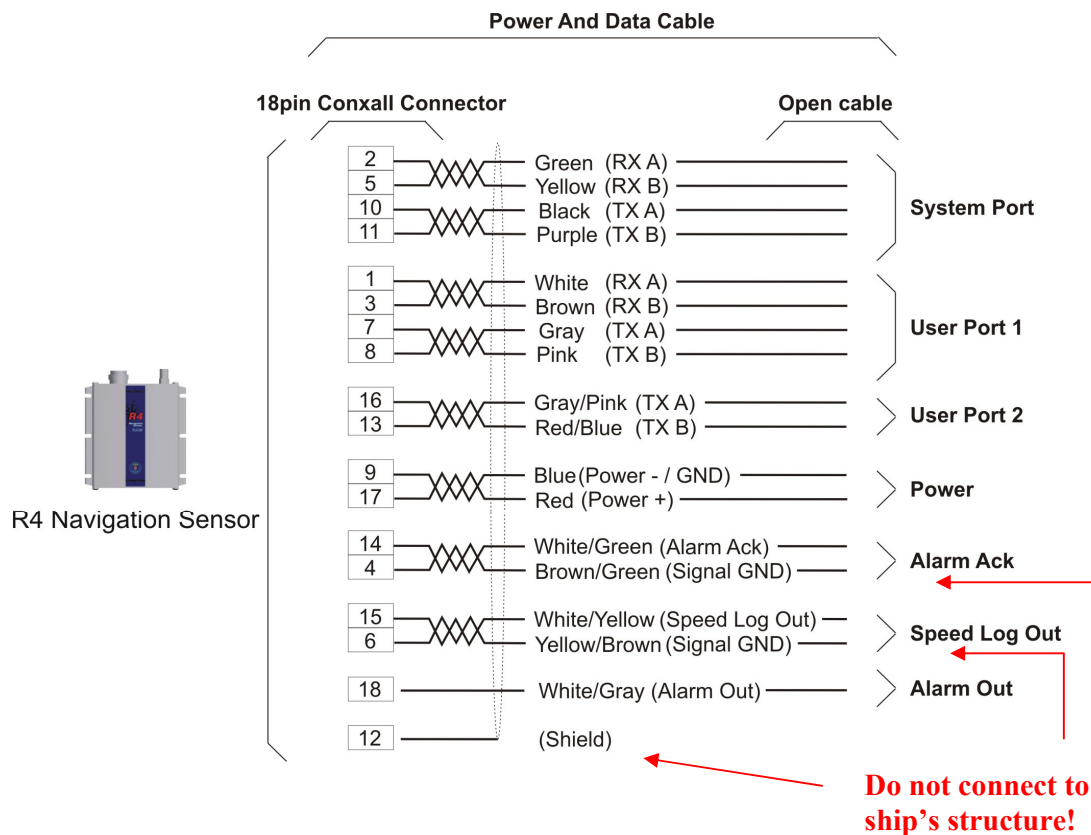 Power And Data Cable
18pin Conxall Connector
Open cable
2 Green (RX A)
5 Yellow (RX B)
10 Black (TX A)
11 Purple (TX B)
System Port
1 White (RX A)
3 Brown (RX B)
7 Gray (TX A)
8 Pink (TX B)
User Port 1
16 Gray/Pink (TX A)
13 Red/Blue (TX B)
User Port 2
9 Blue (Power - / GND)
17 Red (Power +)
Power
R4
R4 Navigation Sensor
14 White/Green (Alarm Ack)
4 Brown/Green (Signal GND)
Alarm Ack
15 White/Yellow (Speed Log Out)
6 Yellow/Brown (Signal GND)
Speed Log Out
18 White/Gray (Alarm Out)
Alarm Out
12 (Shield)
Do not connect to
ship's structure!